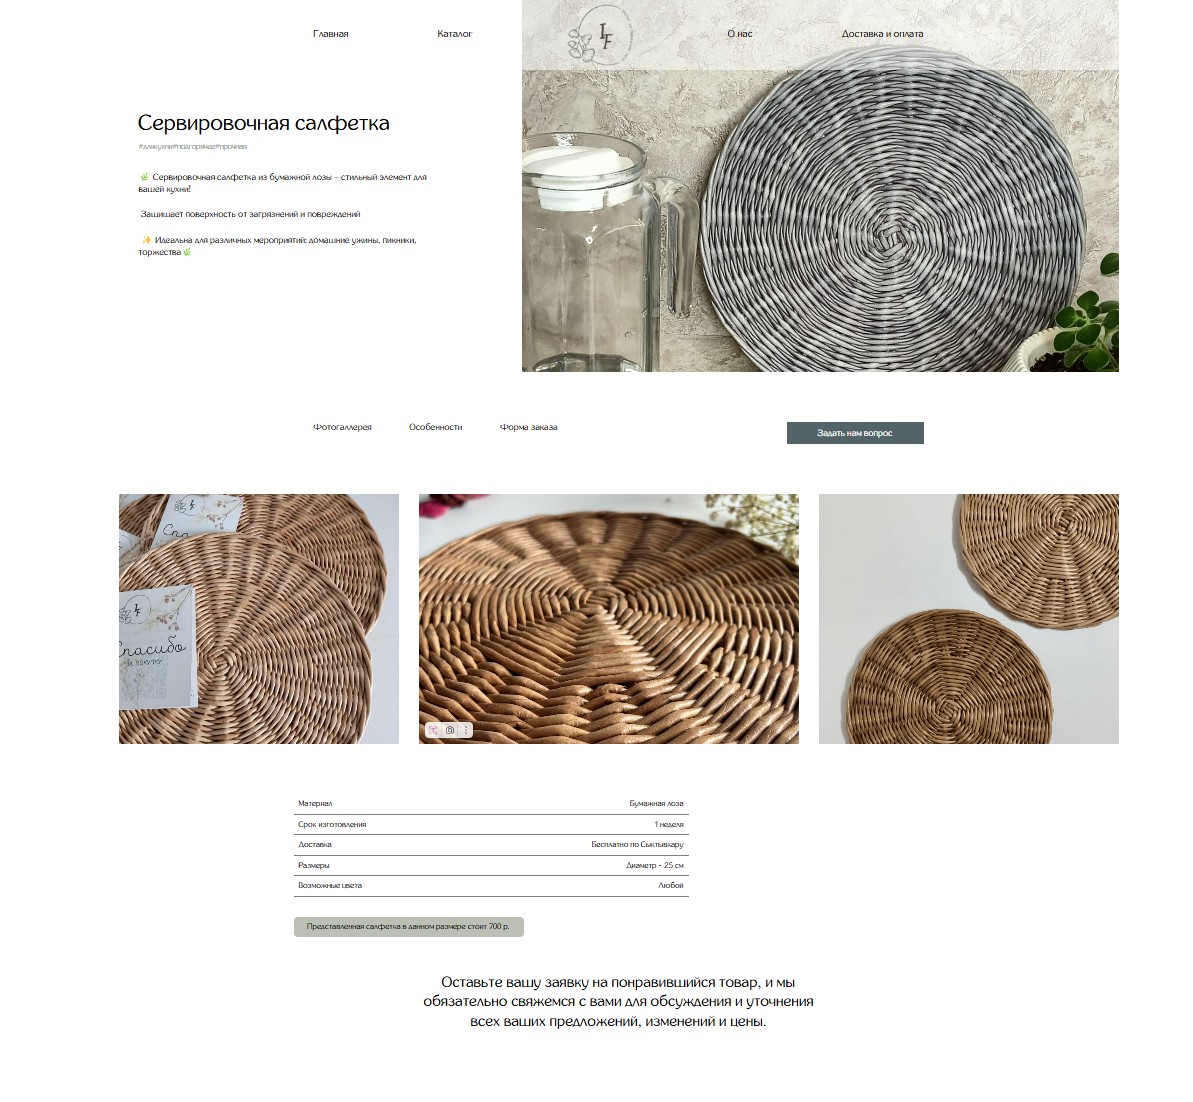 Главная
Каталог
LF
О нас
Доставка и оплата
Сервировочная салфетка
#длякухни#подгорячее#прочная
🌿 Сервировочная салфетка из бумажной лозы – стильный элемент для
вашей кухни!
Защищает поверхность от загрязнений и повреждений
✨ Идеальна для различных мероприятий: домашние ужины, пикники,
торжества 🌿
Фотогаллерея
Особенности
Форма заказа
Задать нам вопрос
LF
Спа
LF
Спасибо
за покупку!
Материал
Бумажная лоза
Срок изготовления
1 неделя
Доставка
Бесплатно по Сыктывкару
Размеры
Диаметр - 25 см
Возможные цвета
Любой
Представленная салфетка в данном размере стоит 700 р.
Оставьте вашу заявку на понравившийся товар, и мы
обязательно свяжемся с вами для обсуждения и уточнения
всех ваших предложений, изменений и цены.